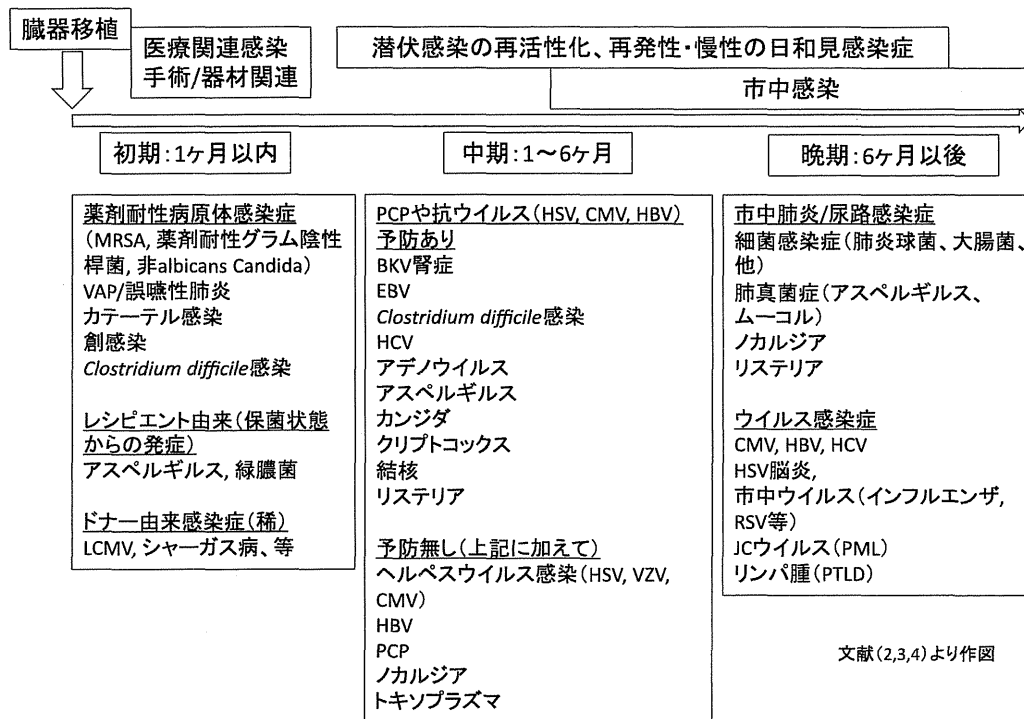 臓器移植
医療関連感染
手術/器材関連
潜伏感染の再活性化、再発性・慢性の日和見感染症
市中感染
初期：1ヶ月以内
中期：1〜6ヶ月
晩期：6ヶ月以後
薬剤耐性病原体感染症
（MRSA, 薬剤耐性グラム陰性
桿菌, 非albicans Candida）
VAP/誤嚥性肺炎
カテーテル感染
創感染
Clostridium difficile感染
レシピエント由来（保菌状態
からの発症）
アスペルギルス, 緑膿菌
ドナー由来感染症（稀）
LCMV, シャーガス病、等
PCPや抗ウイルス（HSV, CMV, HBV）
予防あり
BKV腎症
EBV
Clostridium difficile感染
HCV
アデノウイルス
アスペルギルス
カンジダ
クリプトコックス
結核
リステリア
予防無し（上記に加えて）
ヘルペスウイルス感染（HSV, VZV,
CMV）
HBV
PCP
ノカルジア
トキソプラズマ
市中肺炎/尿路感染症
細菌感染症（肺炎球菌、大腸菌、
他）
肺真菌症（アスペルギルス、
ムーコル）
ノカルジア
リステリア
ウイルス感染症
CMV, HBV, HCV
HSV脳炎,
市中ウイルス（インフルエンザ,
RSV等）
JCウイルス（PML）
リンパ腫（PTLD）
文献（2,3,4）より作図